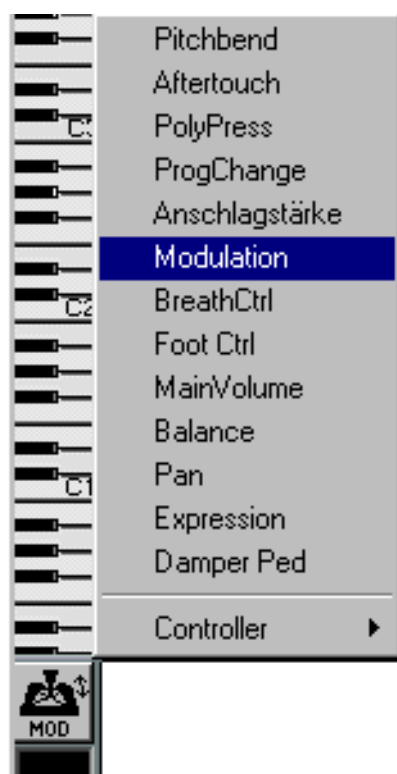 Pitchbend
Aftertouch
C3 PolyPress
ProgChange
Anschlagstärke
Modulation
C2 BreathCtrl
Foot Ctrl
MainVolume
Balance
C1 Pan
Expression
Damper Ped
Controller
MOD